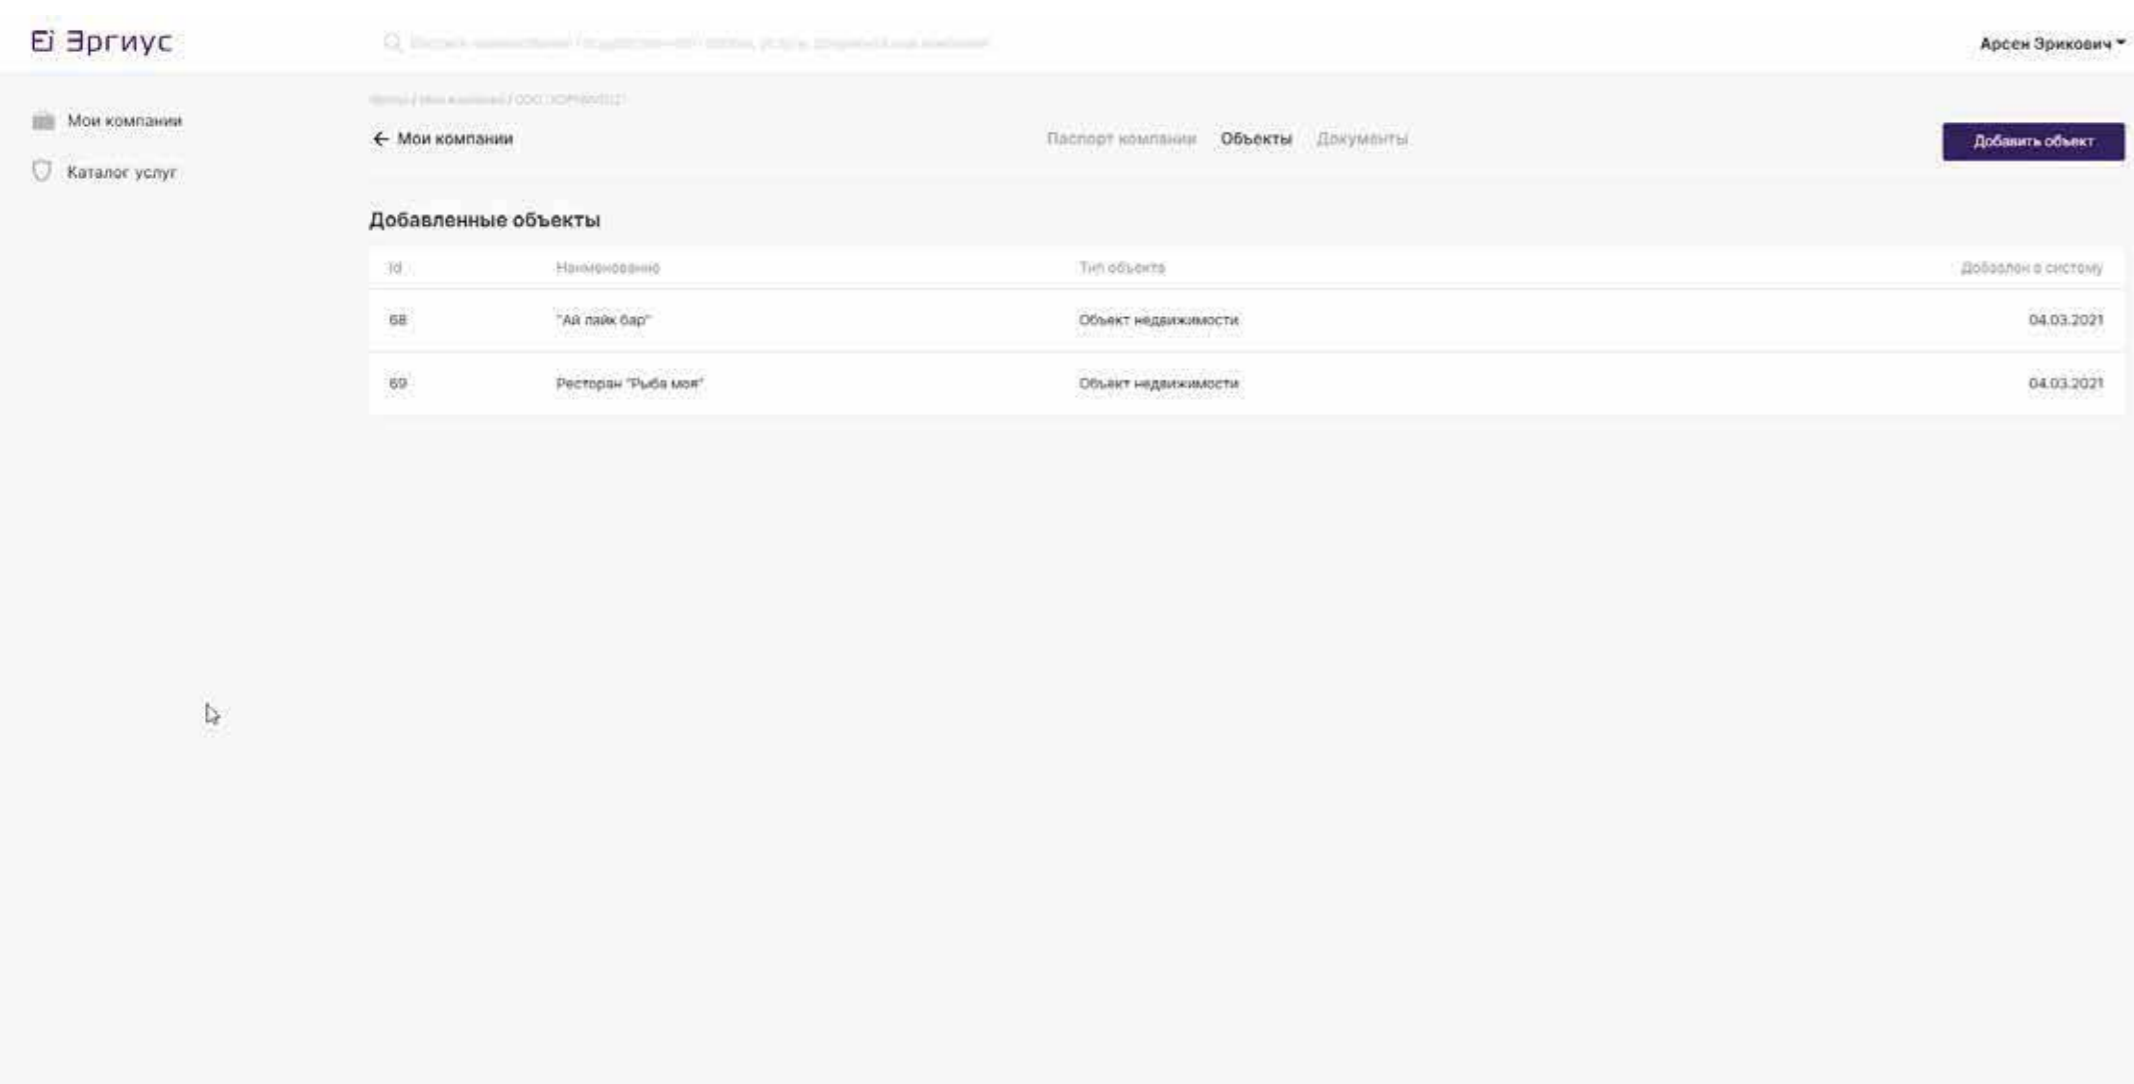 Ei Эргиус
Арсен Эрикович
Мои компании
Каталог услуг
← Мои компании
Паспорт компании Объекты Документы
Добавить объект
Добавленные объекты
Id Наименование Тип объекта Добавлен в систему
68 "Ай лайк бар" Объект недвижимости 04.03.2021
69 Ресторан "Рыба моя" Объект недвижимости 04.03.2021